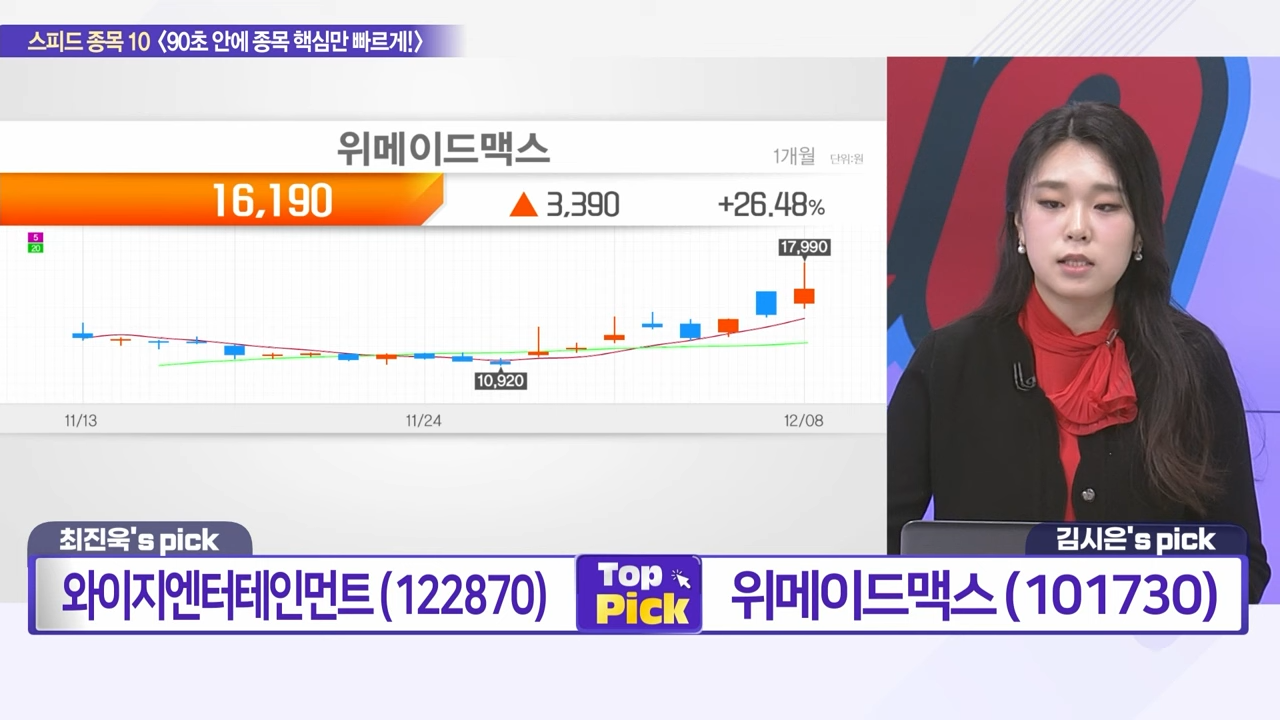 스피드 종목 10 〈90초 안에 종목 핵심만 빠르게!〉
위메이드맥스
1개월 단위:원
16,190 ▲ 3,390 +26.48%
5
20
17,990
10,920
11/13 11/24 12/08
최진욱's pick
김시은's pick
와이지엔터테인먼트 (122870)
Top
Pick
위메이드맥스 (101730)